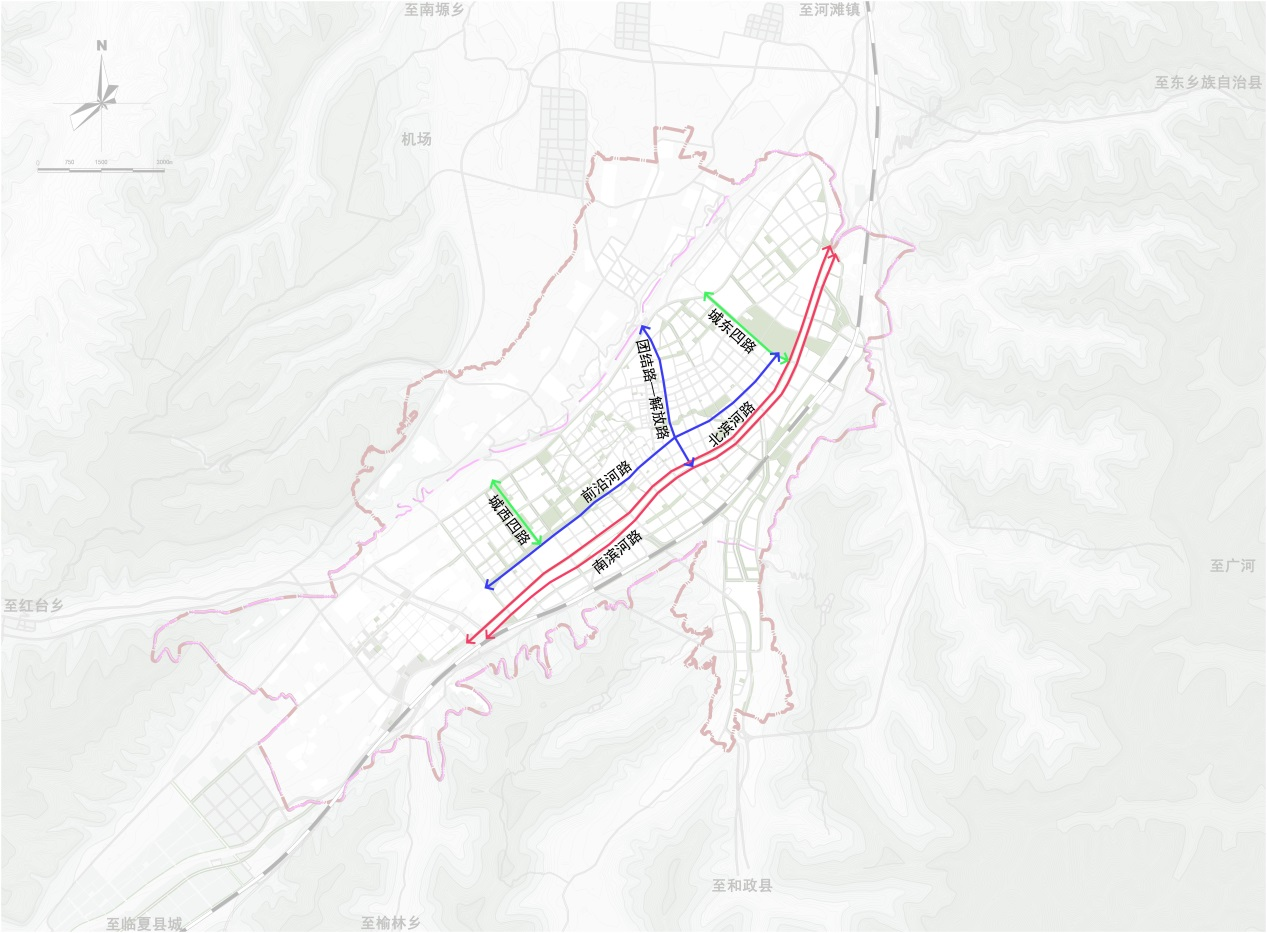 至南塬乡
至河滩镇
N
至东乡族自治县
机场
0 750 1500 3000m
城东四路
团结路—解放路
北滨河路
前沿河路
城西四路
南滨河路
至广河
至红台乡
至和政县
至临夏县城
至榆林乡